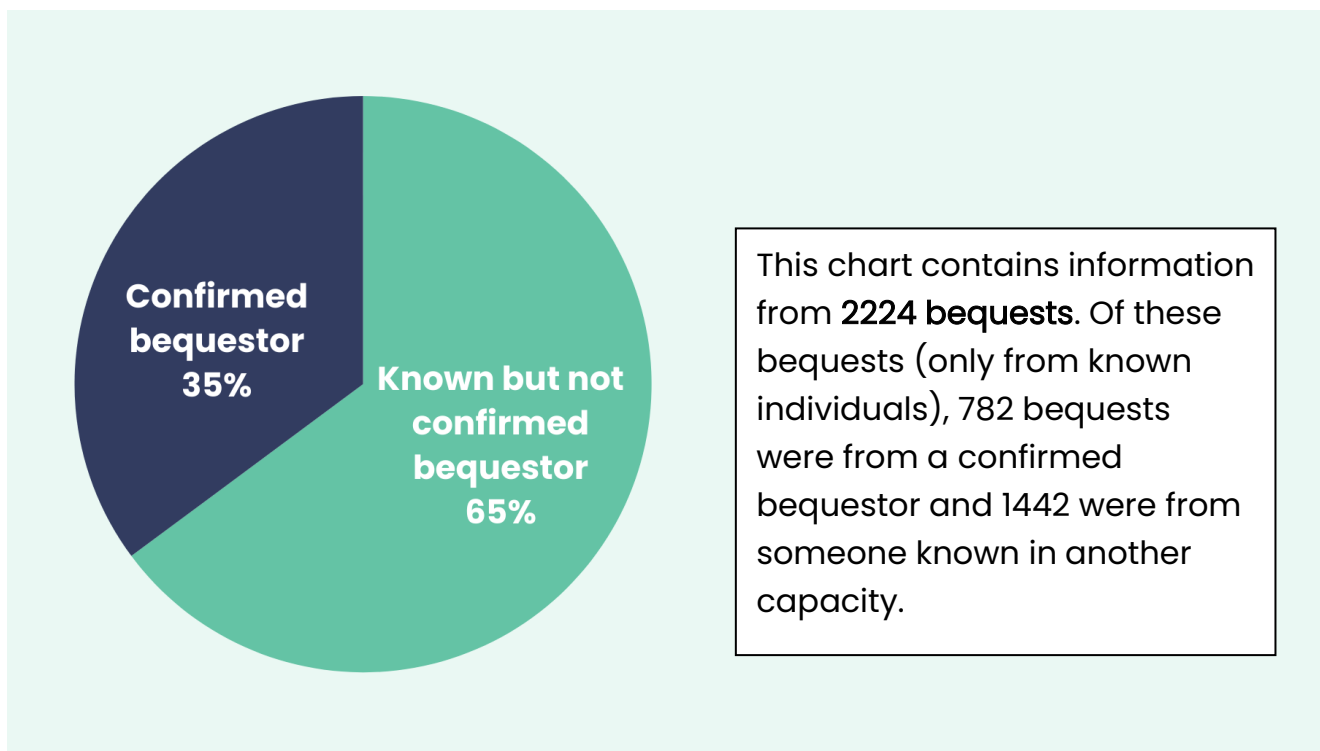 Confirmed
bequestor
35%
Known but not
confirmed
bequestor
65%
This chart contains information
from 2224 bequests. Of these
bequests (only from known
individuals), 782 bequests
were from a confirmed
bequestor and 1442 were from
someone known in another
capacity.